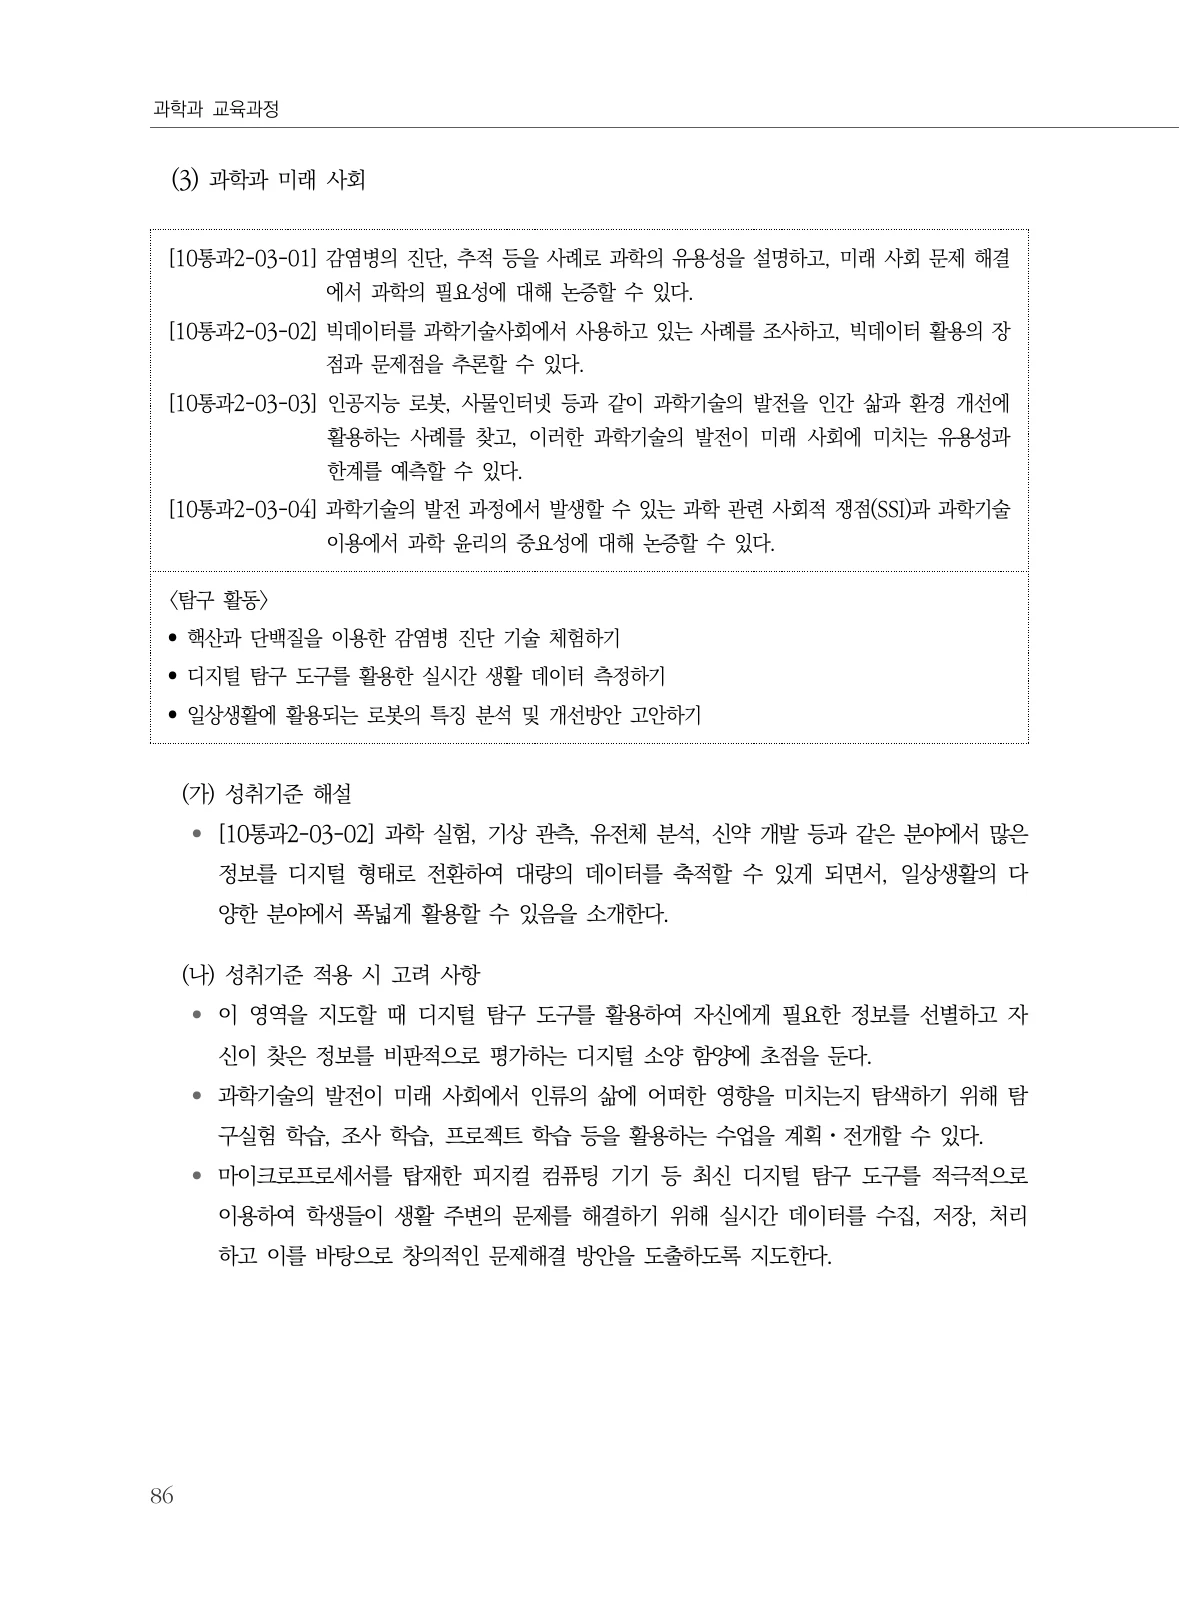 과학과 교육과정
(3) 과학과 미래 사회
[10통과2-03-01] 감염병의 진단, 추적 등을 사례로 과학의 유용성을 설명하고, 미래 사회 문제 해결
에서 과학의 필요성에 대해 논증할 수 있다.
[10통과2-03-02] 빅데이터를 과학기술사회에서 사용하고 있는 사례를 조사하고, 빅데이터 활용의 장
점과 문제점을 추론할 수 있다.
[10통과2-03-03] 인공지능 로봇, 사물인터넷 등과 같이 과학기술의 발전을 인간 삶과 환경 개선에
활용하는 사례를 찾고, 이러한 과학기술의 발전이 미래 사회에 미치는 유용성과
한계를 예측할 수 있다.
[10통과2-03-04] 과학기술의 발전 과정에서 발생할 수 있는 과학 관련 사회적 쟁점(SSI)과 과학기술
이용에서 과학 윤리의 중요성에 대해 논증할 수 있다.
〈탐구 활동〉
• 핵산과 단백질을 이용한 감염병 진단 기술 체험하기
• 디지털 탐구 도구를 활용한 실시간 생활 데이터 측정하기
• 일상생활에 활용되는 로봇의 특징 분석 및 개선방안 고안하기
(가) 성취기준 해설
• [10통과2-03-02] 과학 실험, 기상 관측, 유전체 분석, 신약 개발 등과 같은 분야에서 많은
정보를 디지털 형태로 전환하여 대량의 데이터를 축적할 수 있게 되면서, 일상생활의 다
양한 분야에서 폭넓게 활용할 수 있음을 소개한다.
(나) 성취기준 적용 시 고려 사항
• 이 영역을 지도할 때 디지털 탐구 도구를 활용하여 자신에게 필요한 정보를 선별하고 자
신이 찾은 정보를 비판적으로 평가하는 디지털 소양 함양에 초점을 둔다.
• 과학기술의 발전이 미래 사회에서 인류의 삶에 어떠한 영향을 미치는지 탐색하기 위해 탐
구실험 학습, 조사 학습, 프로젝트 학습 등을 활용하는 수업을 계획·전개할 수 있다.
• 마이크로프로세서를 탑재한 피지컬 컴퓨팅 기기 등 최신 디지털 탐구 도구를 적극적으로
이용하여 학생들이 생활 주변의 문제를 해결하기 위해 실시간 데이터를 수집, 저장, 처리
하고 이를 바탕으로 창의적인 문제해결 방안을 도출하도록 지도한다.
86